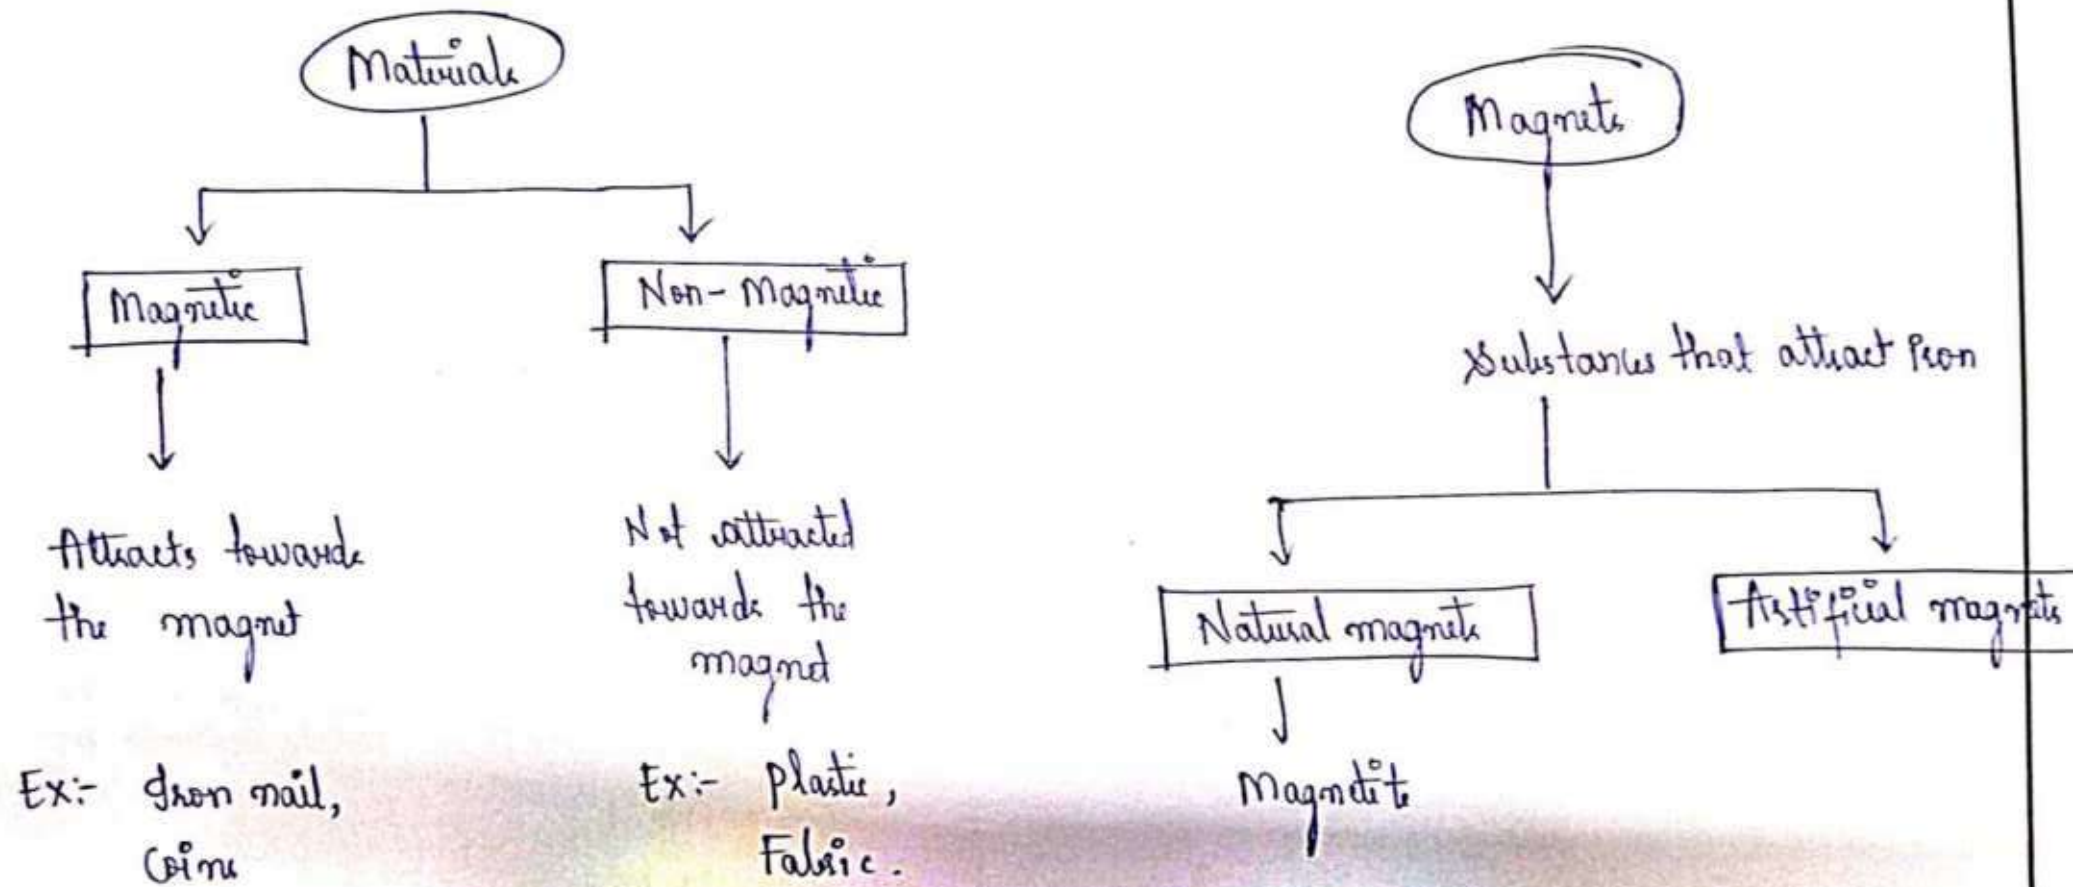 Materials
Magnetic
Non-Magnetic
Attracts towards
the magnet
Not attracted
towards the
magnet
Ex:- Iron nail,
Coins
Ex:- Plastic,
Fabric.
Magnets
Substances that attract iron
Natural magnets
Artificial magnets
Magnetite